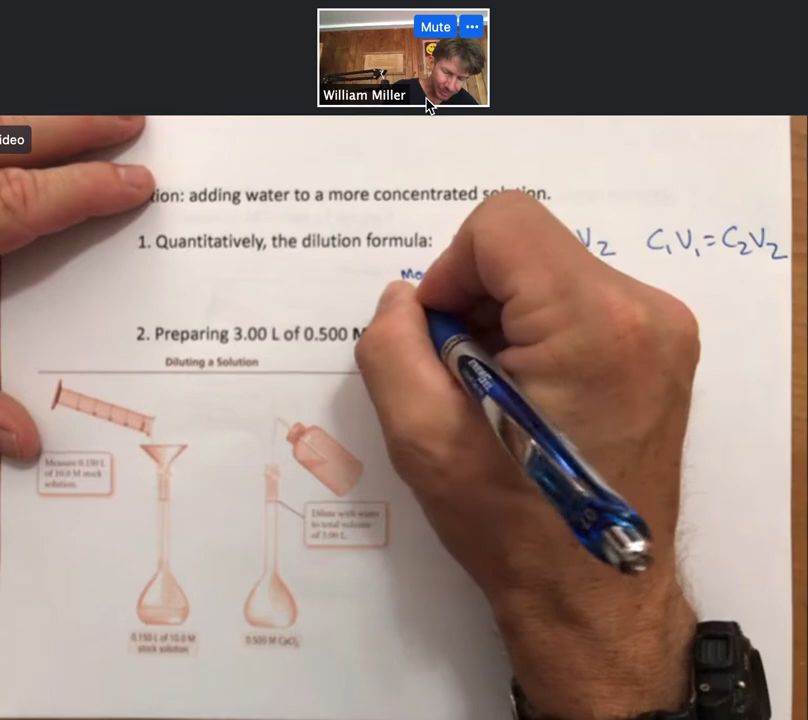 Mute
William Miller
ideo
tion: adding water to a more concentrated solution.
1. Quantitatively, the dilution formula: V₂ C₁V₁=C₂V₂
Mo
2. Preparing 3.00 L of 0.500 M
Diluting a Solution
Measure 0.150 L
of 10.0 M stock
solution.
Dilute with water
to total volume
of 3.00 L.
0.150 L of 10.0 M
stock solution
0.500 M CaCl₂
07